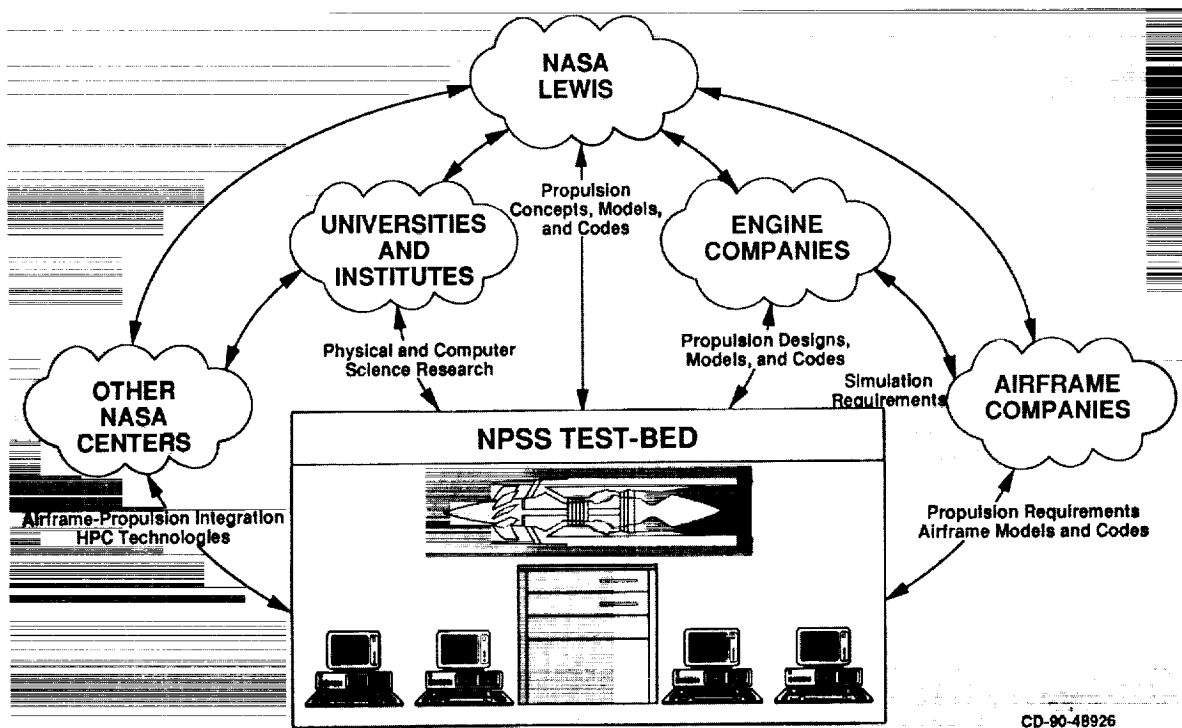 NASA
LEWIS
Propulsion
Concepts, Models,
and Codes
UNIVERSITIES
AND
INSTITUTES
ENGINE
COMPANIES
Physical and Computer
Science Research
Propulsion Designs,
Models, and Codes
Simulation
Requirements
OTHER
NASA
CENTERS
AIRFRAME
COMPANIES
NPSS TEST-BED
Airframe-Propulsion Integration
HPC Technologies
Propulsion Requirements
Airframe Models and Codes
CD-90-48926